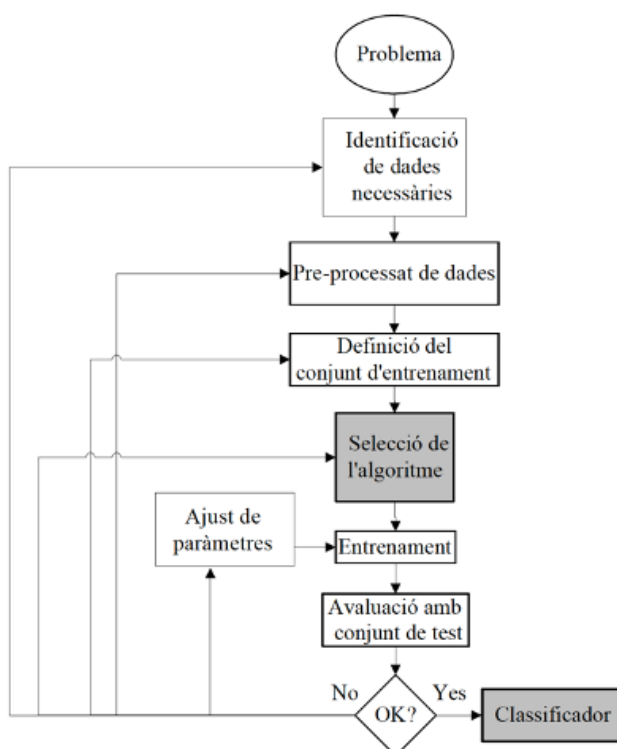 Problema
Identificació
de dades
necessàries
Pre-processat de dades
Definició del
conjunt d'entrenament
Selecció de
l'algoritme
Ajust de
paràmetres
Entrenament
Avaluació amb
conjunt de test
No
OK?
Yes
Classificador